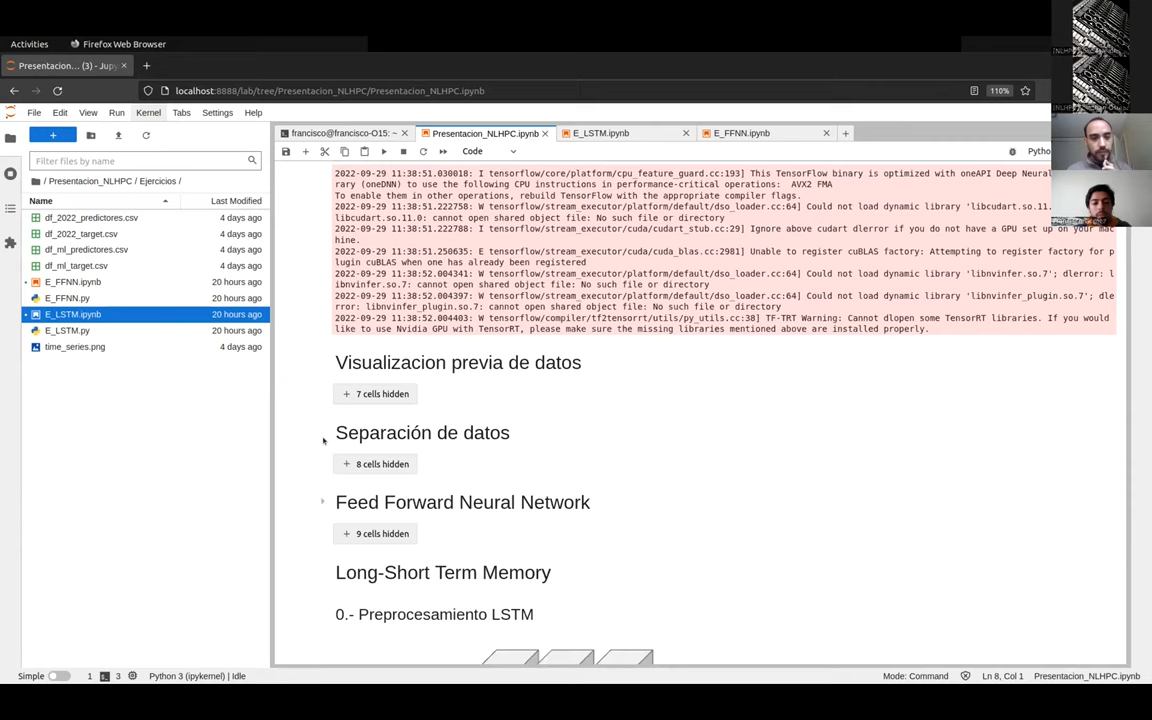 Activities
Firefox Web Browser
Presentacion_... (3) - Jupy
localhost:8888/lab/tree/Presentacion_NLHPC/Presentacion_NLHPC.ipynb
110%
File Edit View Run Kernel Tabs Settings Help
francisco@francisco-O15: ~
Presentacion_NLHPC.ipynb
E_LSTM.ipynb
E_FFNN.ipynb
Code
Python
Filter files by name
/ Presentacion_NLHPC / Ejercicios /
Name Last Modified
df_2022_predictores.csv 4 days ago
df_2022_target.csv 4 days ago
df_ml_predictores.csv 4 days ago
df_ml_target.csv 4 days ago
E_FFNN.ipynb 20 hours ago
E_FFNN.py 20 hours ago
E_LSTM.ipynb 20 hours ago
E_LSTM.py 20 hours ago
time_series.png 4 days ago
2022-09-29 11:38:51.030018: I tensorflow/core/platform/cpu_feature_guard.cc:193] This TensorFlow binary is optimized with oneAPI Deep Neural
rary (oneDNN) to use the following CPU instructions in performance-critical operations: AVX2 FMA
To enable them in other operations, rebuild TensorFlow with the appropriate compiler flags.
2022-09-29 11:38:51.222758: W tensorflow/stream_executor/platform/default/dso_loader.cc:64] Could not load dynamic library 'libcudart.so.11.
libcudart.so.11.0: cannot open shared object file: No such file or directory
2022-09-29 11:38:51.222788: I tensorflow/stream_executor/cuda/cudart_stub.cc:29] Ignore above cudart dlerror if you do not have a GPU set up on your mac
hine.
2022-09-29 11:38:51.250635: E tensorflow/stream_executor/cuda/cuda_blas.cc:2981] Unable to register cuBLAS factory: Attempting to register factory for p
lugin cuBLAS when one has already been registered
2022-09-29 11:38:52.004341: W tensorflow/stream_executor/platform/default/dso_loader.cc:64] Could not load dynamic library 'libnvinfer.so.7'; dlerror: l
ibnvinfer.so.7: cannot open shared object file: No such file or directory
2022-09-29 11:38:52.004397: W tensorflow/stream_executor/platform/default/dso_loader.cc:64] Could not load dynamic library 'libnvinfer_plugin.so.7'; dle
rror: libnvinfer_plugin.so.7: cannot open shared object file: No such file or directory
2022-09-29 11:38:52.004403: W tensorflow/compiler/tf2tensorrt/utils/py_utils.cc:38] TF-TRT Warning: Cannot dlopen some TensorRT libraries. If you would
like to use Nvidia GPU with TensorRT, please make sure the missing libraries mentioned above are installed properly.
Visualizacion previa de datos
7 cells hidden
Separación de datos
8 cells hidden
Feed Forward Neural Network
9 cells hidden
Long-Short Term Memory
0.- Preprocesamiento LSTM
Simple 1 3 Python 3 (ipykernel) | Idle
Mode: Command Ln 8, Col 1 Presentacion_NLHPC.ipynb